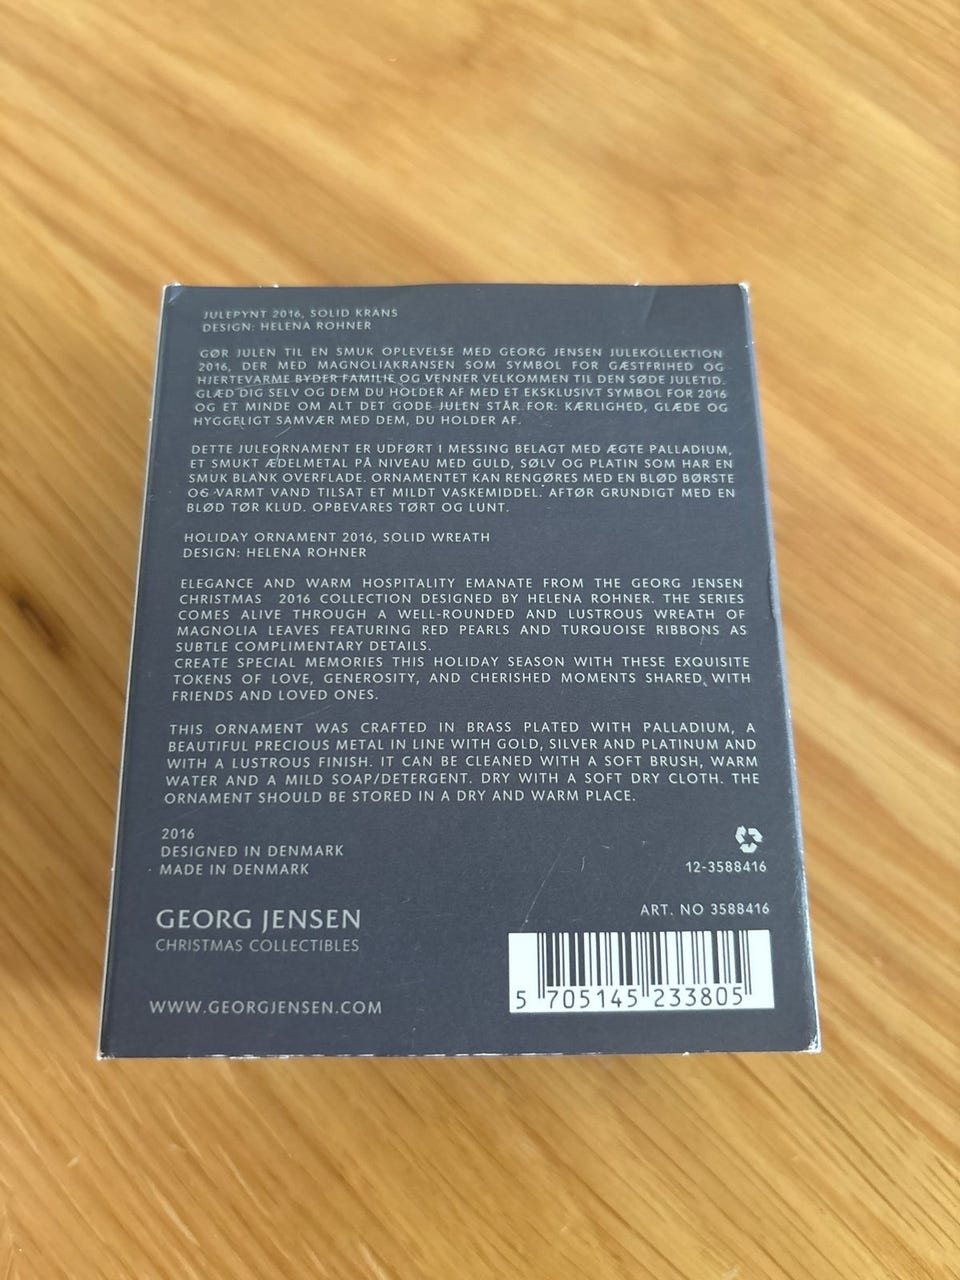 JULEPYNT 2016, SOLID KRANS
DESIGN: HELENA ROHNER
GØR JULEN TIL EN SMUK OPLEVELSE MED GEORG JENSEN JULEKOLLEKTION
2016, DER MED MAGNOLIAKRANSEN SOM SYMBOL FOR GÆSTFRIHED OG
HJERTEVARME BYDER FAMILIE OG VENNER VELKOMMEN TIL DEN SØDE JULETID.
GLÆD DIG SELV OG DEM DU HOLDER AF MED ET EKSKLUSIVT SYMBOL FOR 2016
OG ET MINDE OM ALT DET GODE JULEN STÅR FOR: KÆRLIGHED, GLÆDE OG
HYGGELIGT SAMVÆR MED DEM, DU HOLDER AF.
DETTE JULEORNAMENT ER UDFØRT I MESSING BELAGT MED ÆGTE PALLADIUM,
ET SMUKT ÆDELMETAL PÅ NIVEAU MED GULD, SØLV OG PLATIN SOM HAR EN
SMUK BLANK OVERFLADE. ORNAMENTET KAN RENGØRES MED EN BLØD BØRSTE
OG VARMT VAND TILSAT ET MILDT VASKEMIDDEL. AFTØR GRUNDIGT MED EN
BLØD TØR KLUD. OPBEVARES TØRT OG LUNT.
HOLIDAY ORNAMENT 2016, SOLID WREATH
DESIGN: HELENA ROHNER
ELEGANCE AND WARM HOSPITALITY EMANATE FROM THE GEORG JENSEN
CHRISTMAS 2016 COLLECTION DESIGNED BY HELENA ROHNER. THE SERIES
COMES ALIVE THROUGH A WELL-ROUNDED AND LUSTROUS WREATH OF
MAGNOLIA LEAVES FEATURING RED PEARLS AND TURQUOISE RIBBONS AS
SUBTLE COMPLIMENTARY DETAILS.
CREATE SPECIAL MEMORIES THIS HOLIDAY SEASON WITH THESE EXQUISITE
TOKENS OF LOVE, GENEROSITY, AND CHERISHED MOMENTS SHARED WITH
FRIENDS AND LOVED ONES.
THIS ORNAMENT WAS CRAFTED IN BRASS PLATED WITH PALLADIUM, A
BEAUTIFUL PRECIOUS METAL IN LINE WITH GOLD, SILVER AND PLATINUM AND
WITH A LUSTROUS FINISH. IT CAN BE CLEANED WITH A SOFT BRUSH, WARM
WATER AND A MILD SOAP/DETERGENT. DRY WITH A SOFT DRY CLOTH. THE
ORNAMENT SHOULD BE STORED IN A DRY AND WARM PLACE.
2016
DESIGNED IN DENMARK
MADE IN DENMARK
12-3588416
GEORG JENSEN
CHRISTMAS COLLECTIBLES
WWW.GEORGJENSEN.COM
ART. NO 3588416
5 705145 233805